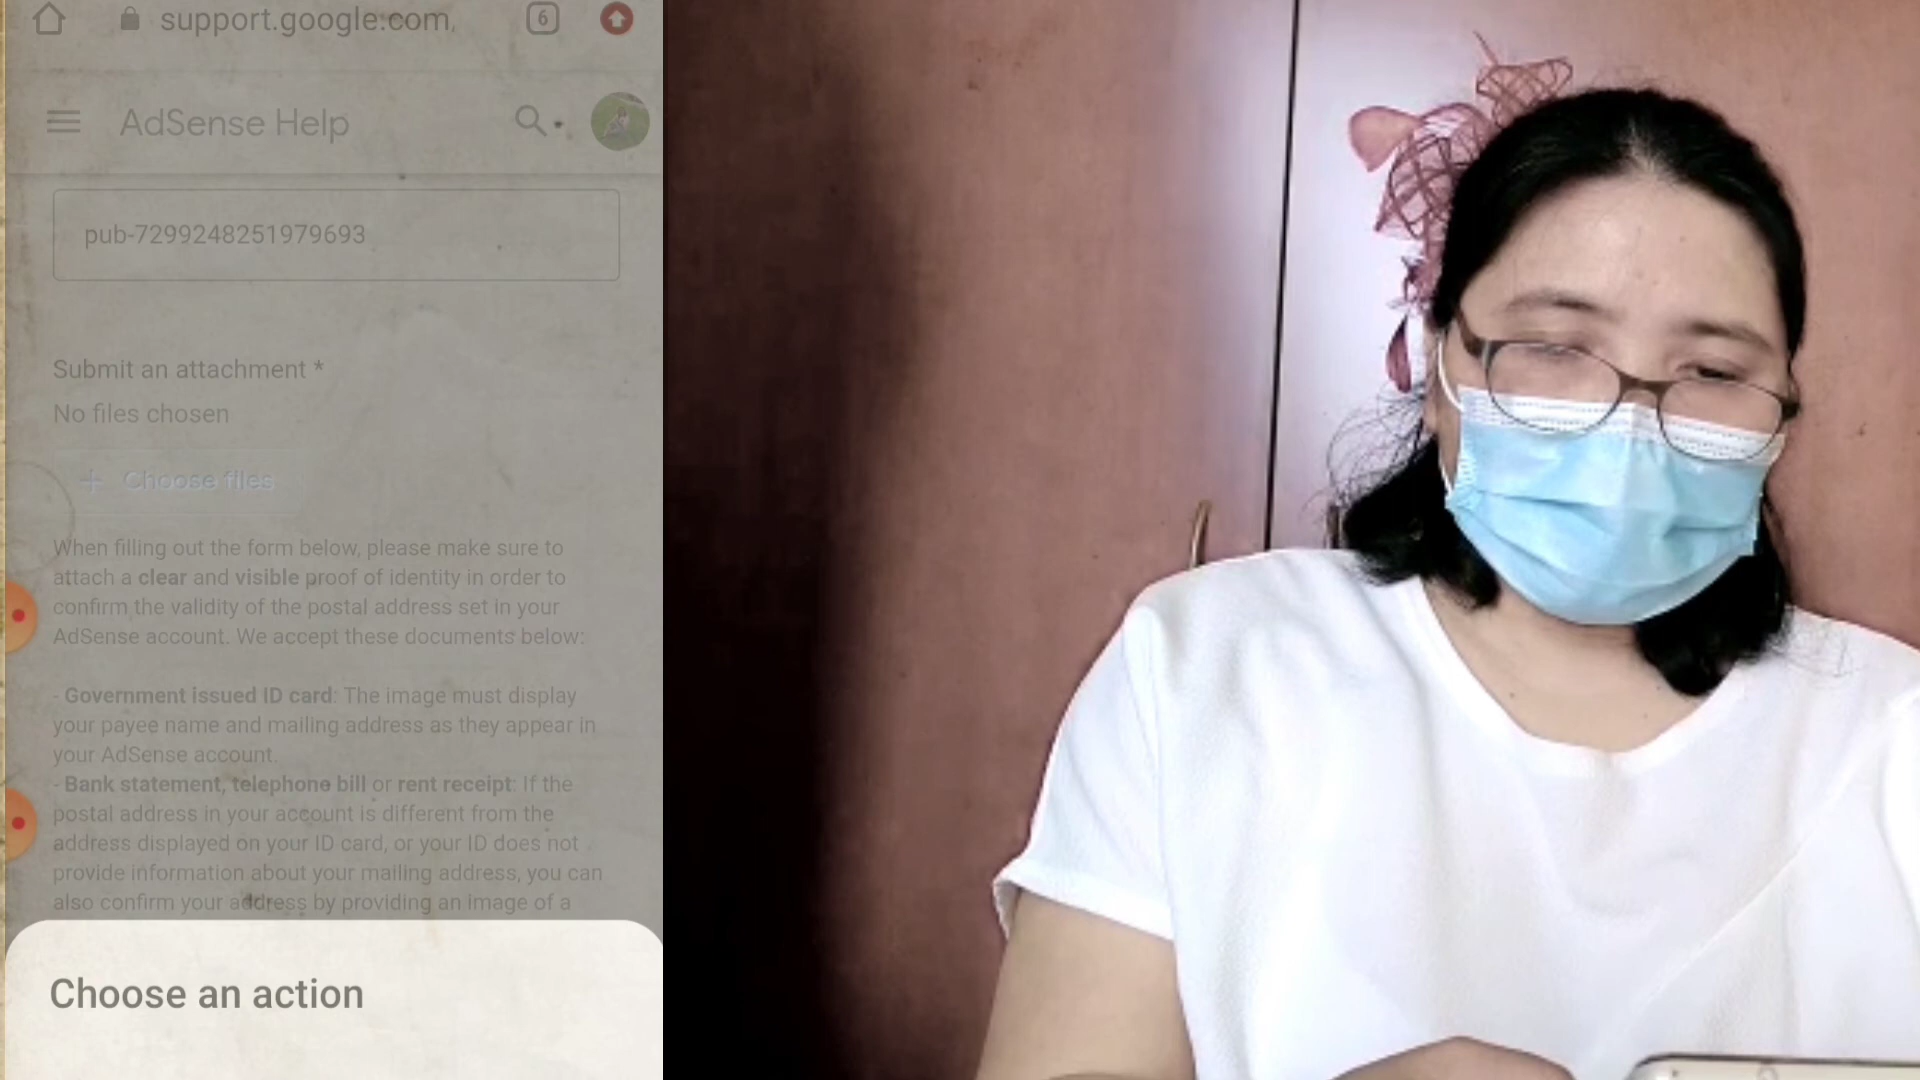 support.google.com,
6
AdSense Help
pub-7299248251979693
Submit an attachment *
No files chosen
+ Choose files
When filling out the form below, please make sure to
attach a clear and visible proof of identity in order to
confirm the validity of the postal address set in your
AdSense account. We accept these documents below:
- Government issued ID card: The image must display
your payee name and mailing address as they appear in
your AdSense account.
- Bank statement, telephone bill or rent receipt: If the
postal address in your account is different from the
address displayed on your ID card, or your ID does not
provide information about your mailing address, you can
also confirm your address by providing an image of a
Choose an action